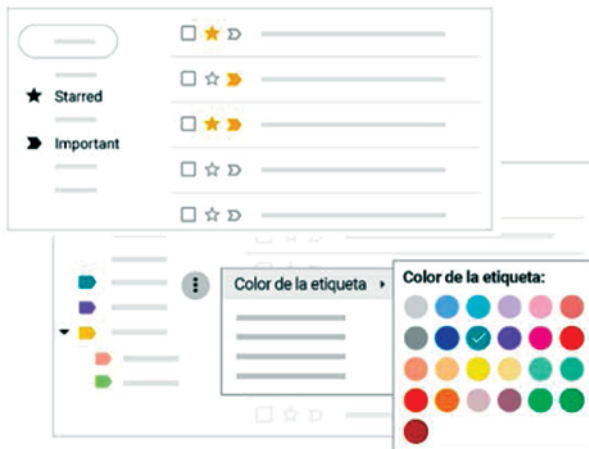 Starred
Important
Color de la etiqueta
Color de la etiqueta: